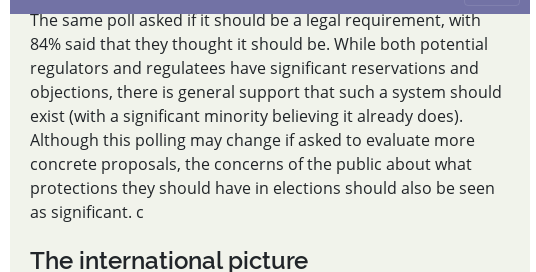 The same poll asked if it should be a legal requirement, with
84% said that they thought it should be. While both potential
regulators and regulatees have significant reservations and
objections, there is general support that such a system should
exist (with a significant minority believing it already does).
Although this polling may change if asked to evaluate more
concrete proposals, the concerns of the public about what
protections they should have in elections should also be seen
as significant. c
The international picture